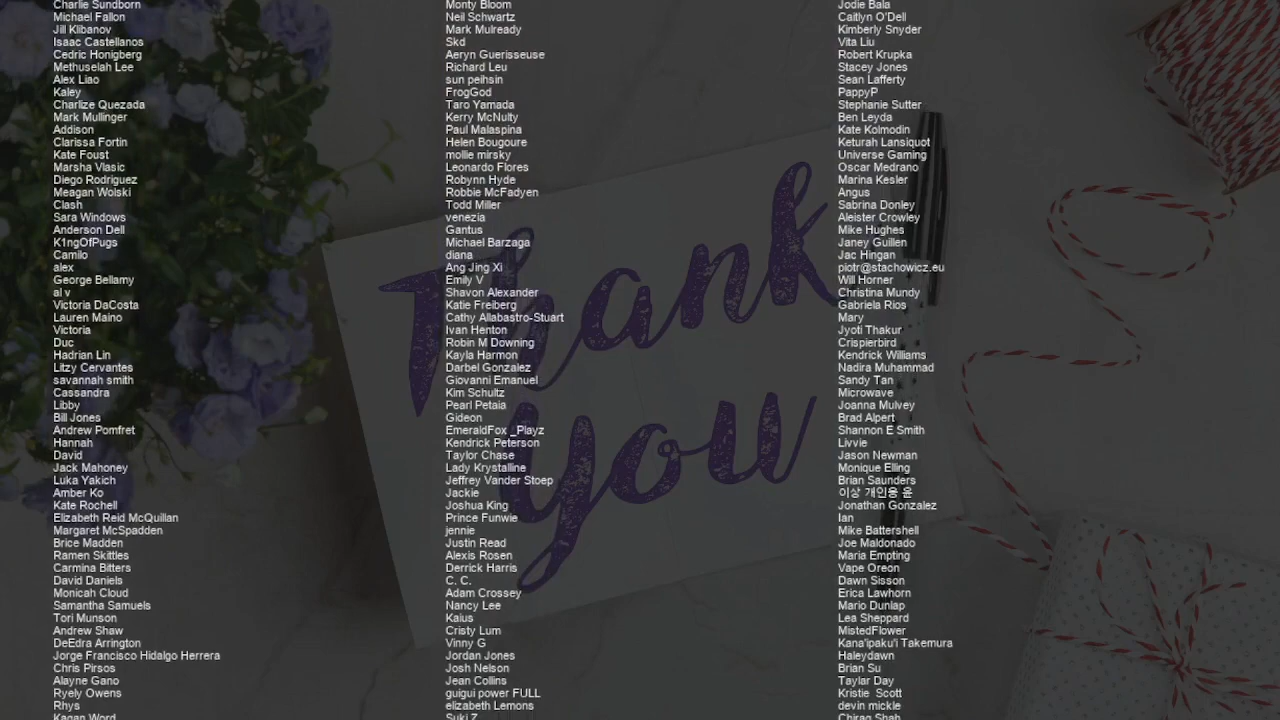 Charlie Sundborn
Michael Fallon
Jill Klibanov
Isaac Castellanos
Cedric Honigberg
Methuselah Lee
Alex Liao
Kaley
Charlize Quezada
Mark Mullinger
Addison
Clarissa Fortin
Kate Foust
Marsha Vlasic
Diego Rodriguez
Meagan Wolski
Clash
Sara Windows
Anderson Dell
K1ngOfPugs
Camilo
alex
George Bellamy
al v
Victoria DaCosta
Lauren Maino
Victoria
Duc
Hadrian Lin
Litzy Cervantes
savannah smith
Cassandra
Libby
Bill Jones
Andrew Pomfret
Hannah
David
Jack Mahoney
Luka Yakich
Amber Ko
Kate Rochell
Elizabeth Reid McQuillan
Margaret McSpadden
Brice Madden
Ramen Skittles
Carmina Bitters
David Daniels
Monicah Cloud
Samantha Samuels
Tori Munson
Andrew Shaw
DeEdra Arrington
Jorge Francisco Hidalgo Herrera
Chris Pirsos
Alayne Gano
Ryely Owens
Rhys
Kagan Word
Monty Bloom
Neil Schwartz
Mark Mulready
Skd
Aeryn Guerisseuse
Richard Leu
sun peihsin
FrogGod
Taro Yamada
Kerry McNulty
Paul Malaspina
Helen Bougoure
mollie mirsky
Leonardo Flores
Robynn Hyde
Robbie McFadyen
Todd Miller
venezia
Gantus
Michael Barzaga
diana
Ang Jing Xi
Emily V
Shavon Alexander
Katie Freiberg
Cathy Allabastro-Stuart
Ivan Henton
Robin M Downing
Kayla Harmon
Darbel Gonzalez
Giovanni Emanuel
Kim Schultz
Pearl Petaia
Gideon
EmeraldFox _Playz
Kendrick Peterson
Taylor Chase
Lady Krystalline
Jeffrey Vander Stoep
Jackie
Joshua King
Prince Funwie
jennie
Justin Read
Alexis Rosen
Derrick Harris
C. C.
Adam Crossey
Nancy Lee
Kaius
Cristy Lum
Vinny G
Jordan Jones
Josh Nelson
Jean Collins
guigui power FULL
elizabeth Lemons
Suki Z
Jodie Bala
Caitlyn O'Dell
Kimberly Snyder
Vita Liu
Robert Krupka
Stacey Jones
Sean Lafferty
PappyP
Stephanie Sutter
Ben Leyda
Kate Kolmodin
Keturah Lansiquot
Universe Gaming
Oscar Medrano
Marina Kesler
Angus
Sabrina Donley
Aleister Crowley
Mike Hughes
Janey Guillen
Jac Hingan
piotr@stachowicz.eu
Will Horner
Christina Mundy
Gabriela Rios
Mary
Jyoti Thakur
Crispierbird
Kendrick Williams
Nadira Muhammad
Sandy Tan
Microwave
Joanna Mulvey
Brad Alpert
Shannon E Smith
Livvie
Jason Newman
Monique Elling
Brian Saunders
이상 개인용 윤
Jonathan Gonzalez
Ian
Mike Battershell
Joe Maldonado
Maria Empting
Vape Oreon
Dawn Sisson
Erica Lawhorn
Mario Dunlap
Lea Sheppard
MistedFlower
Kana'ipaku'i Takemura
Haleydawn
Brian Su
Taylar Day
Kristie  Scott
devin mickle
Chirag Shah
Thank
you